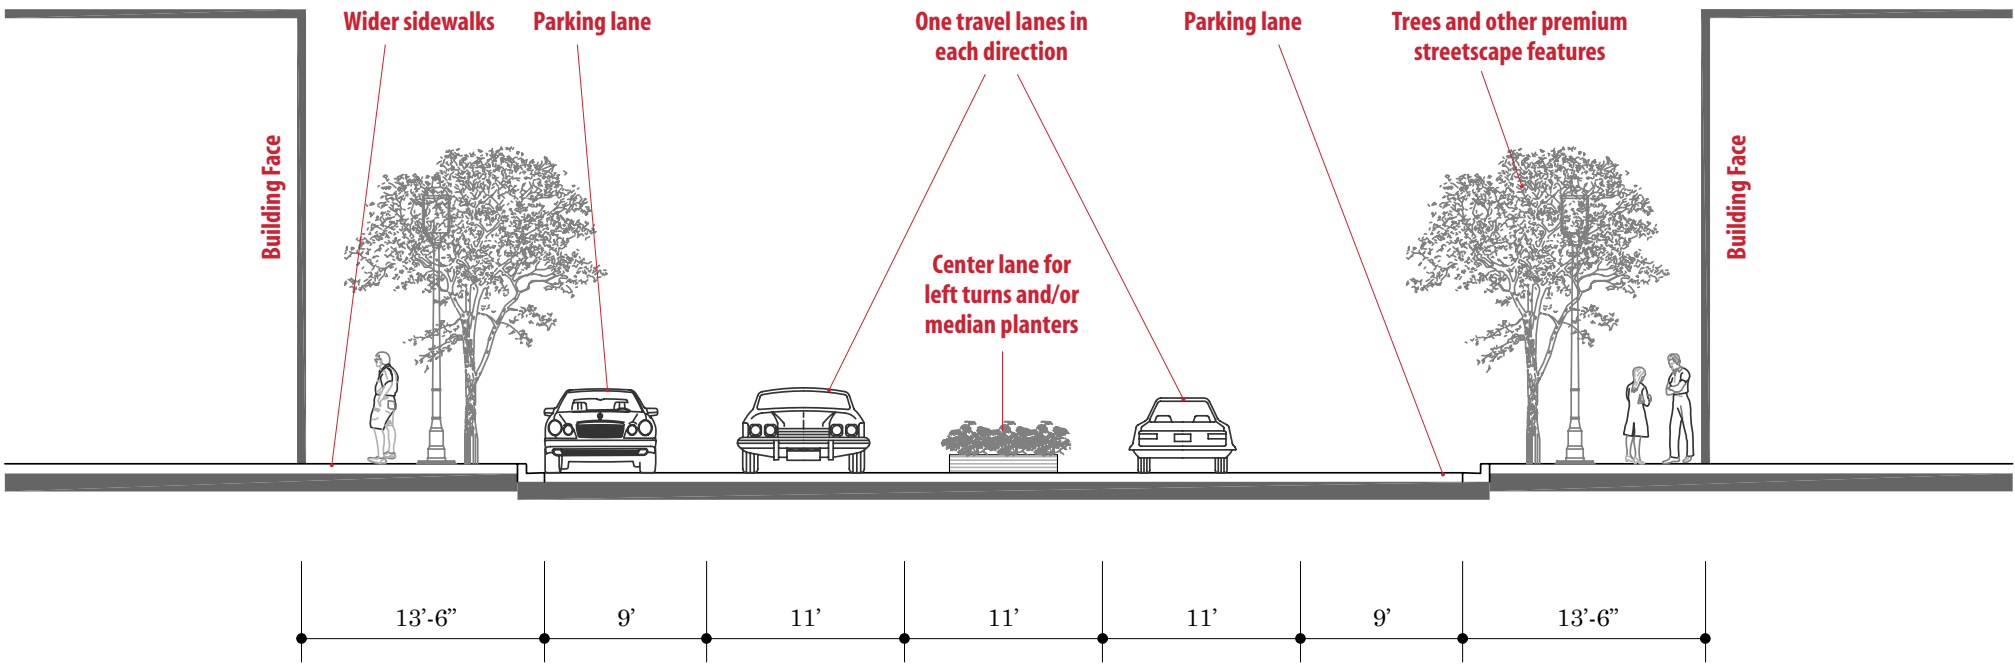 Wider sidewalks
Parking lane
One travel lanes in
each direction
Parking lane
Trees and other premium
streetscape features
Building Face
Building Face
Center lane for
left turns and/or
median planters
13’-6”
9’
11’
11’
11’
9’
13’-6”